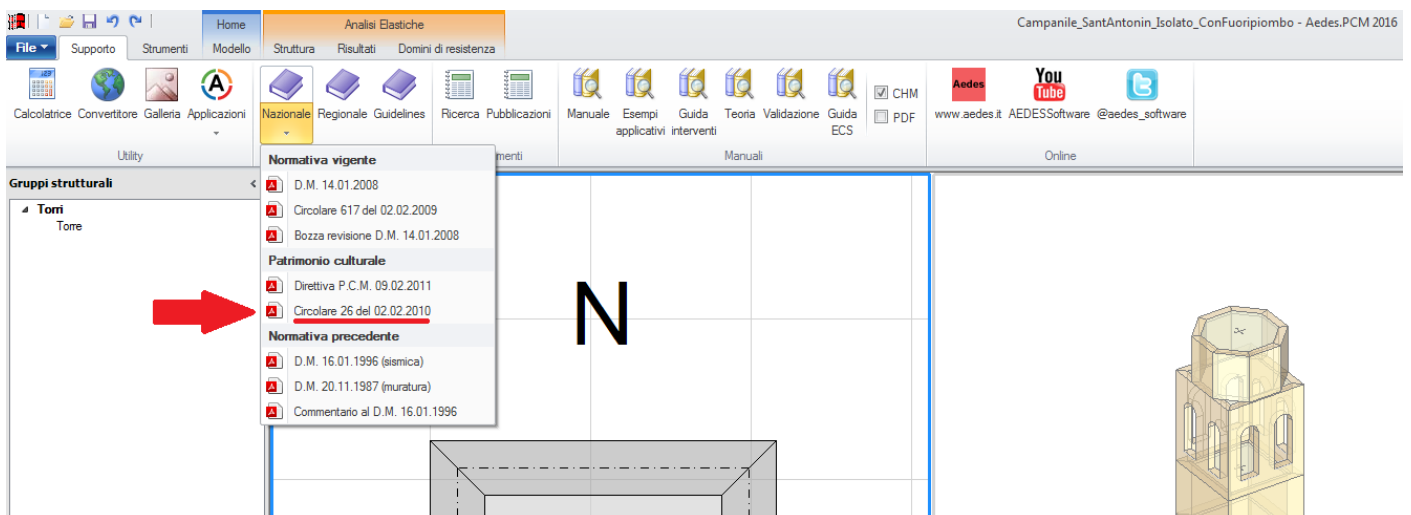 Home Analisi Elastiche Campanile_SantAntonin_Isolato_ConFuoripiombo - Aedes.PCM 2016
File Supporto Strumenti Modello Struttura Risultati Domini di resistenza
Calcolatrice Convertitore Galleria Applicazioni Nazionale Regionale Guidelines Ricerca Pubblicazioni Manuale Esempi applicativi Guida interventi Teoria Validazione Guida ECS CHM PDF Aedes www.aedes.it You Tube AEDESSoftware @aedes_software
Utility menti Manuali Online
Gruppi strutturali
Torri
Torre
Normativa vigente
D.M. 14.01.2008
Circolare 617 del 02.02.2009
Bozza revisione D.M. 14.01.2008
Patrimonio culturale
Direttiva P.C.M. 09.02.2011
Circolare 26 del 02.02.2010
Normativa precedente
D.M. 16.01.1996 (sismica)
D.M. 20.11.1987 (muratura)
Commentario al D.M. 16.01.1996
N